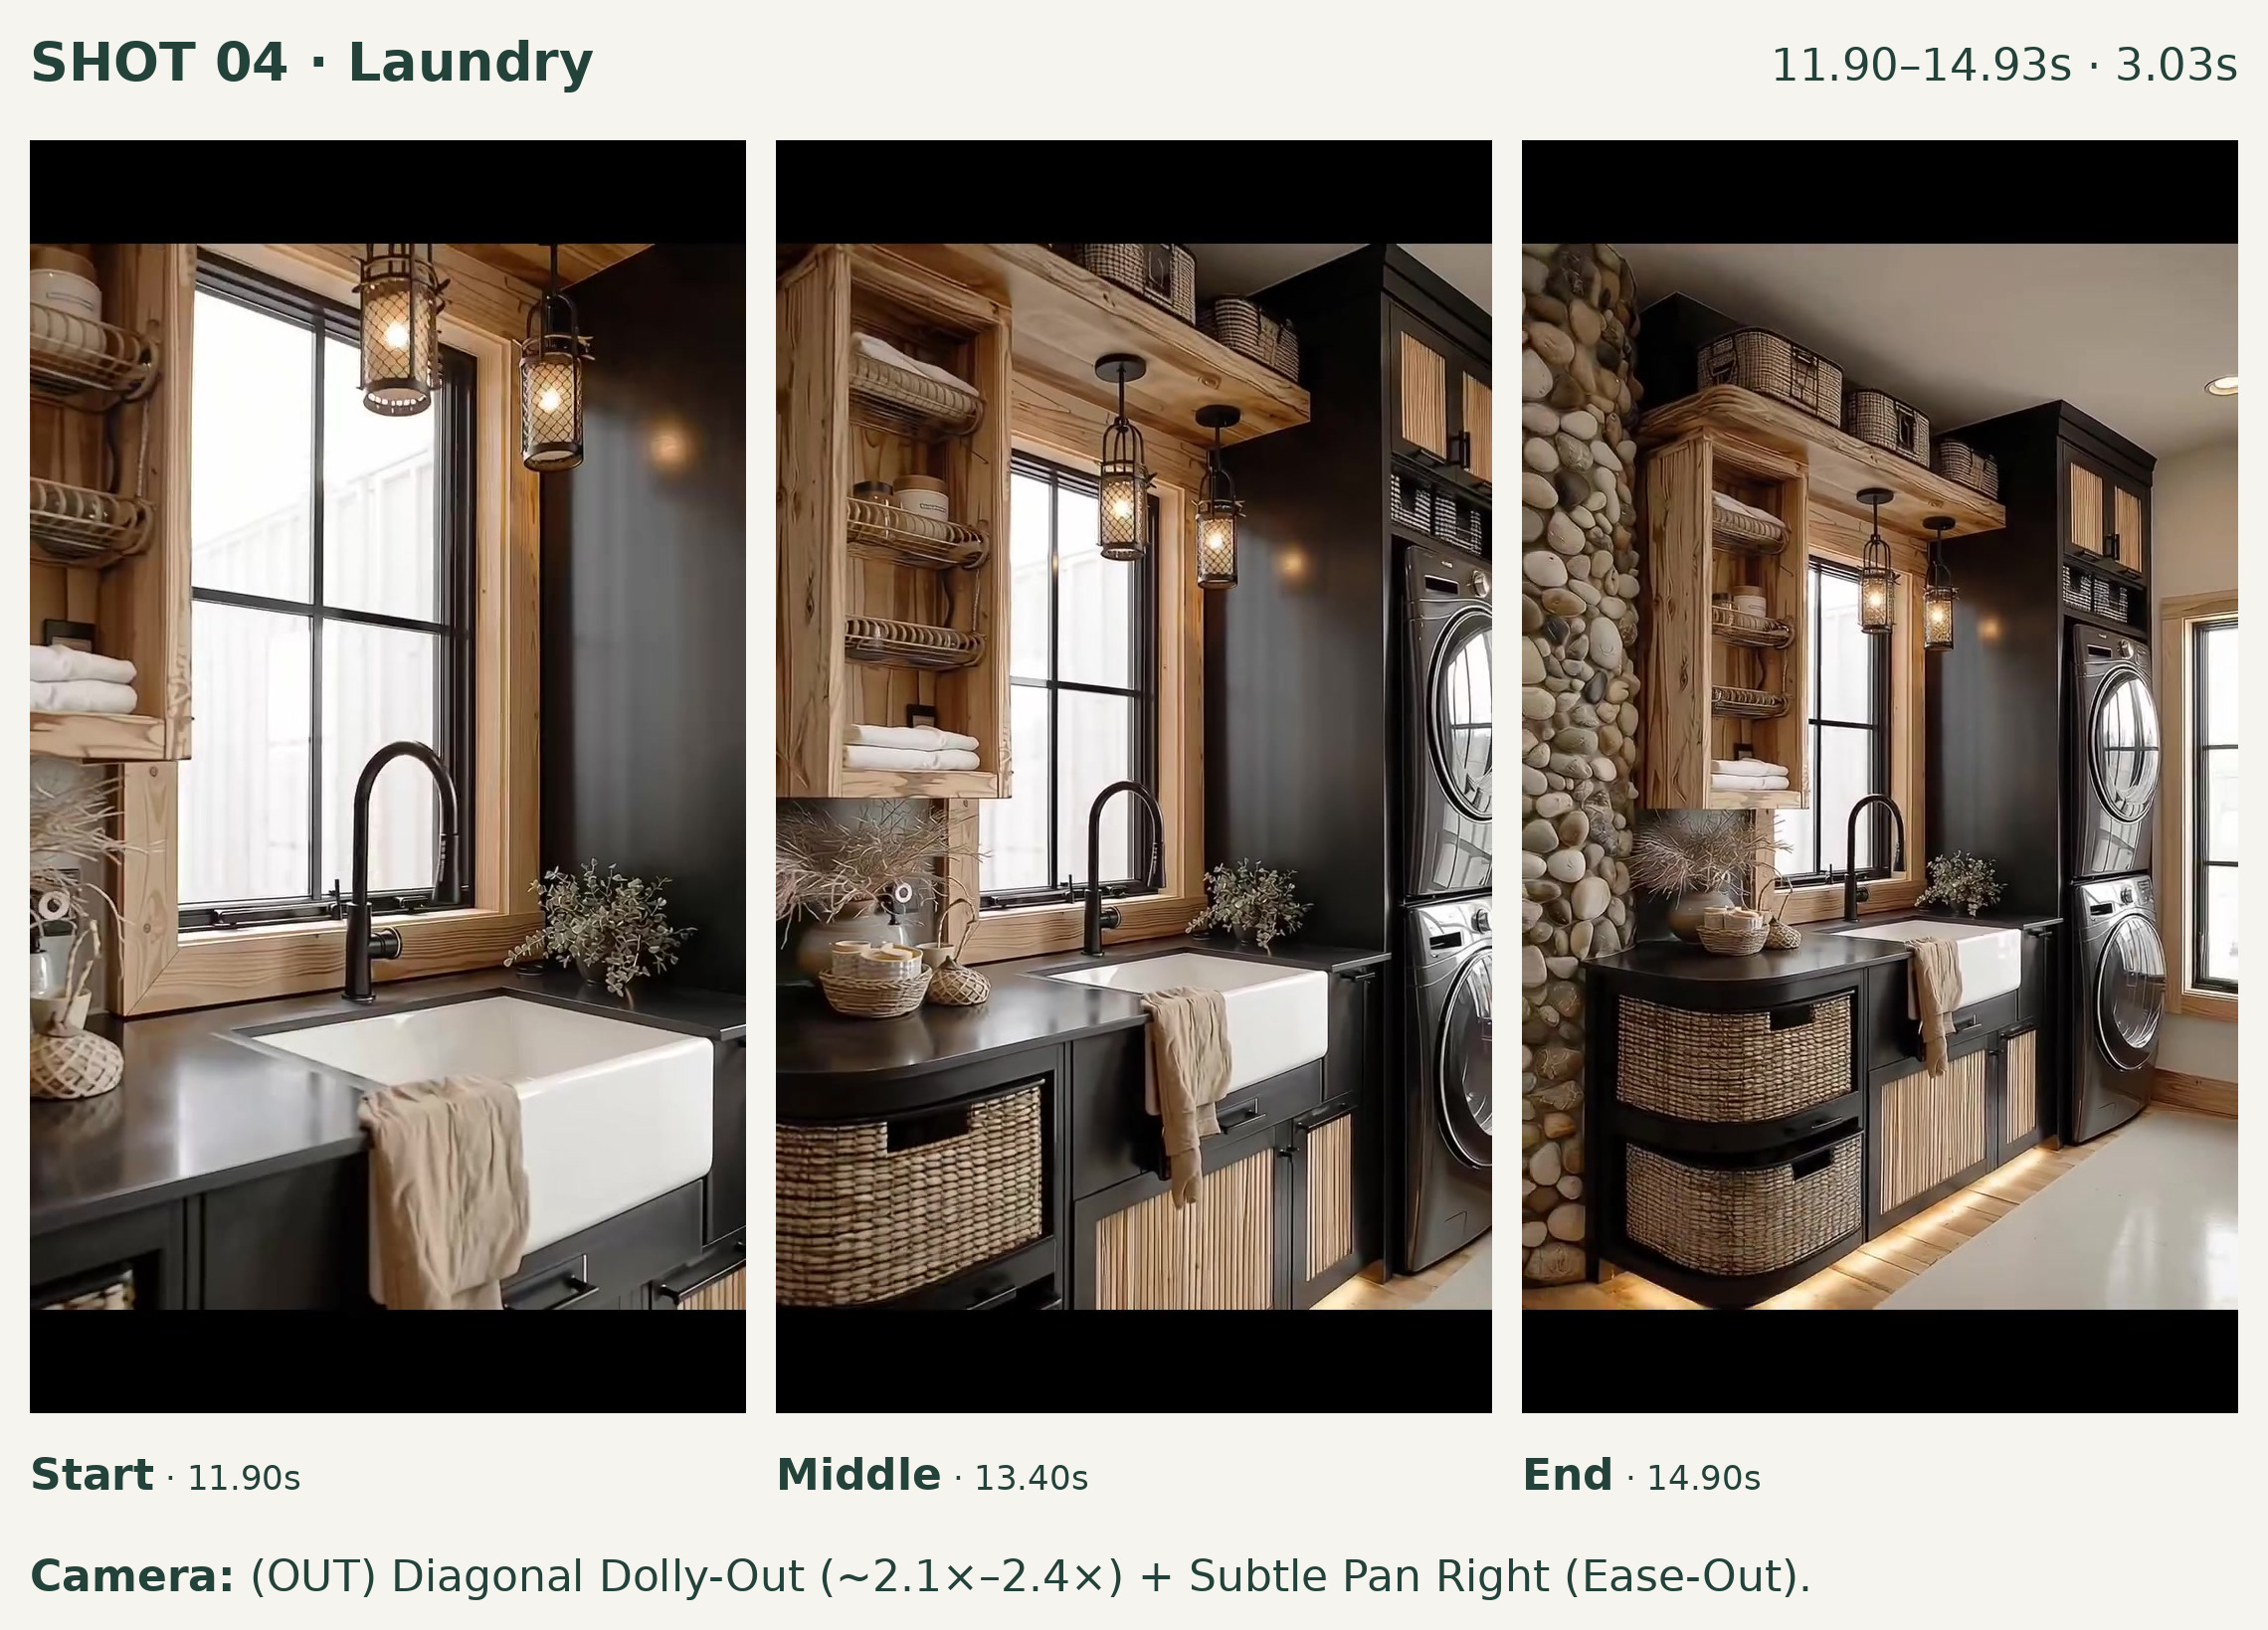 SHOT 04 · Laundry
11.90–14.93s · 3.03s
Start · 11.90s
Middle · 13.40s
End · 14.90s
Camera: (OUT) Diagonal Dolly-Out (~2.1×–2.4×) + Subtle Pan Right (Ease-Out).